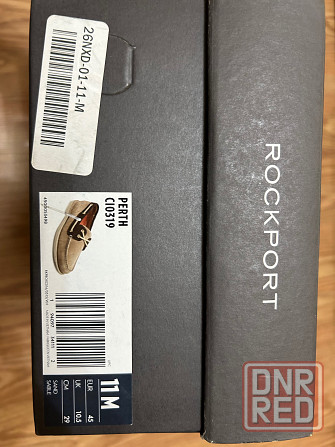 26NXD-01-11-M
ROCKPORT
PERTH
CI0319
11 M
EUR 45
UK 10.5
CM 29
DNR
RED